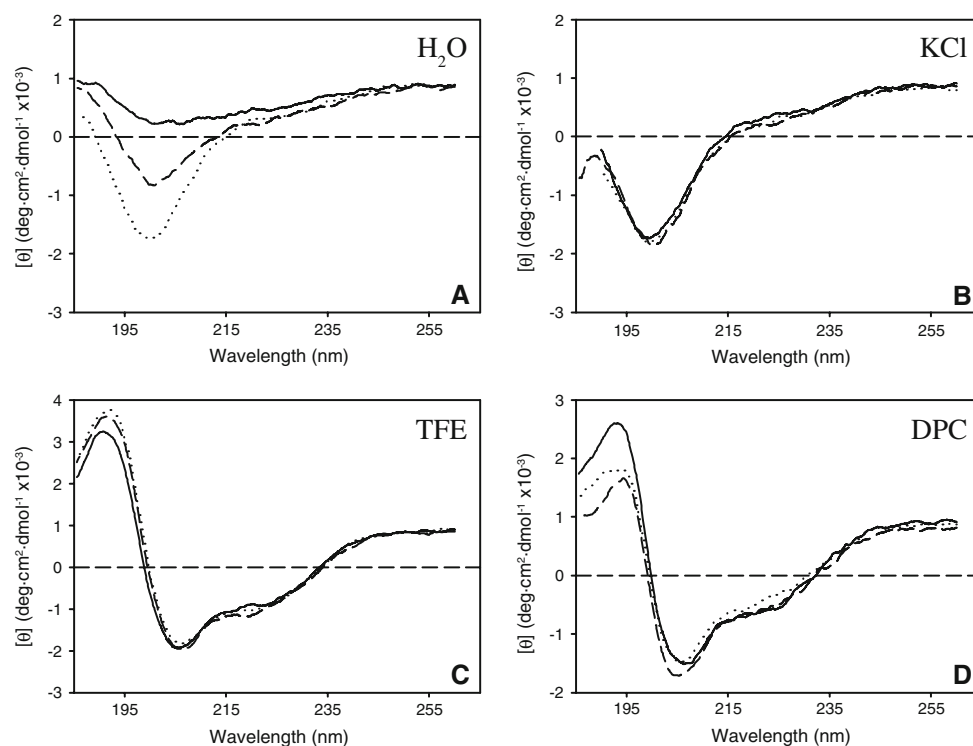 H₂O
[θ] (deg·cm²·dmol⁻¹ x10⁻³)
2
1
0
-1
-2
-3
195
215
235
255
Wavelength (nm)
A
KCl
[θ] (deg·cm²·dmol⁻¹ x10⁻³)
2
1
0
-1
-2
-3
195
215
235
255
Wavelength (nm)
B
TFE
[θ] (deg·cm²·dmol⁻¹ x10⁻³)
4
3
2
1
0
-1
-2
-3
195
215
235
255
Wavelength (nm)
C
DPC
[θ] (deg·cm²·dmol⁻¹ x10⁻³)
3
2
1
0
-1
-2
195
215
235
255
Wavelength (nm)
D